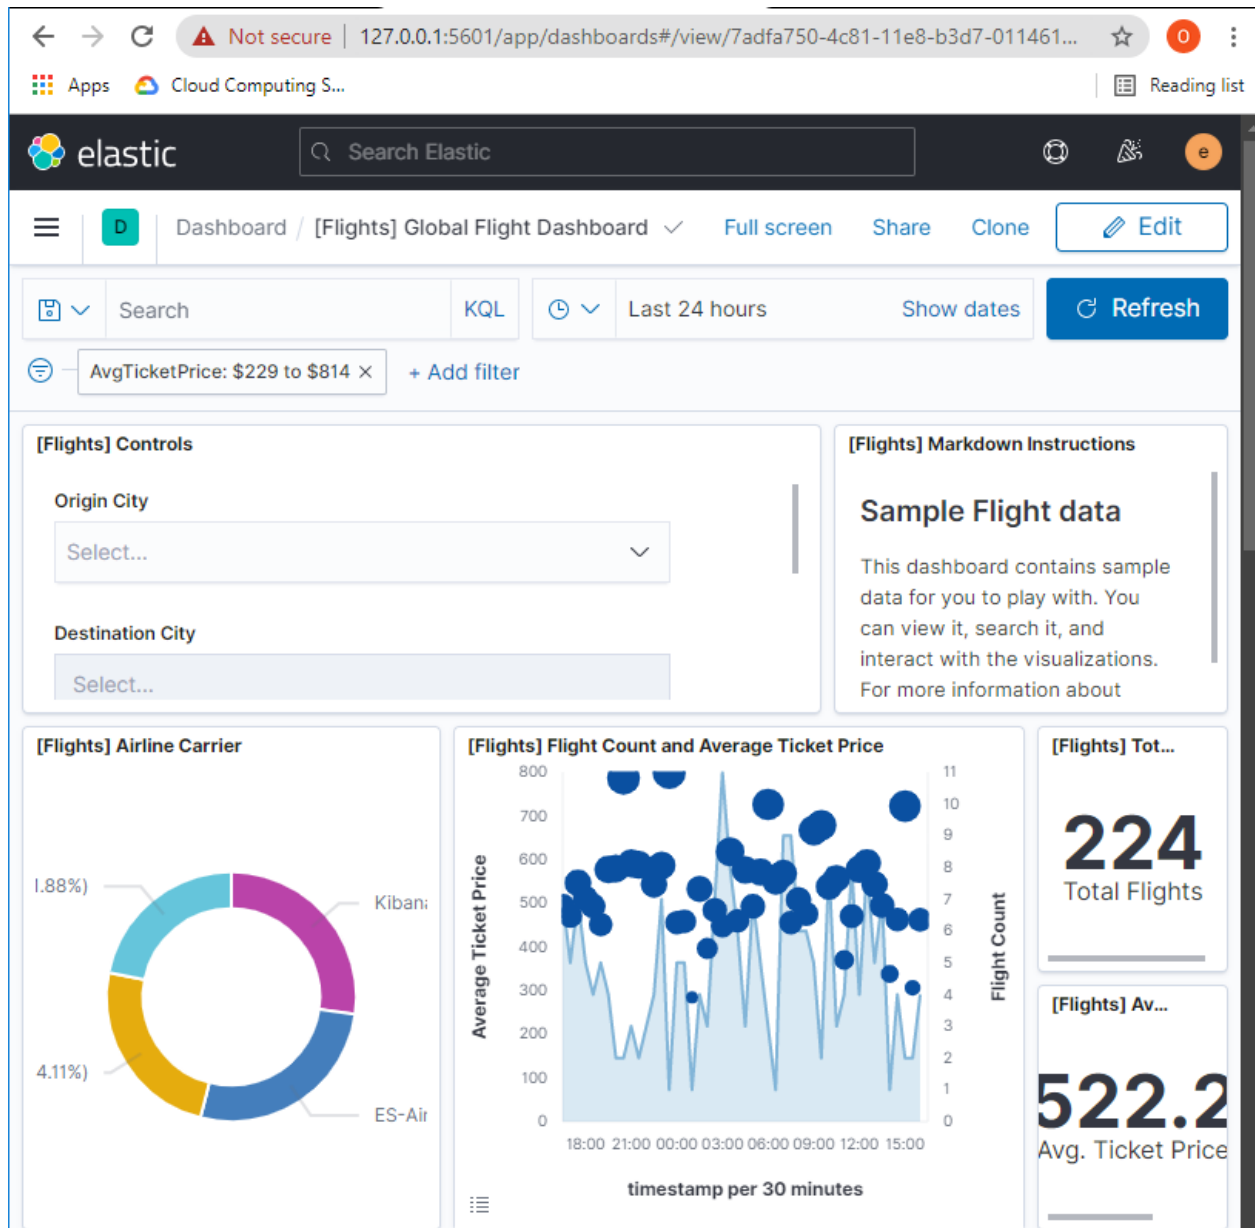 Not secure | 127.0.0.1:5601/app/dashboards#/view/7adfa750-4c81-11e8-b3d7-011461... O
Apps Cloud Computing S... Reading list
elastic Search Elastic e
D Dashboard / [Flights] Global Flight Dashboard Full screen Share Clone Edit
Search KQL Last 24 hours Show dates Refresh
AvgTicketPrice: $229 to $814 × + Add filter
[Flights] Controls
Origin City
Select...
Destination City
Select...
[Flights] Markdown Instructions
Sample Flight data
This dashboard contains sample
data for you to play with. You
can view it, search it, and
interact with the visualizations.
For more information about
[Flights] Airline Carrier
.88%)
Kibana
4.11%)
ES-Air
[Flights] Flight Count and Average Ticket Price
Average Ticket Price
800
700
600
500
400
300
200
100
0
11
10
9
8
7
6
5
4
3
2
1
0
Flight Count
18:00 21:00 00:00 03:00 06:00 09:00 12:00 15:00
timestamp per 30 minutes
[Flights] Tot...
224
Total Flights
[Flights] Av...
522.2
Avg. Ticket Price